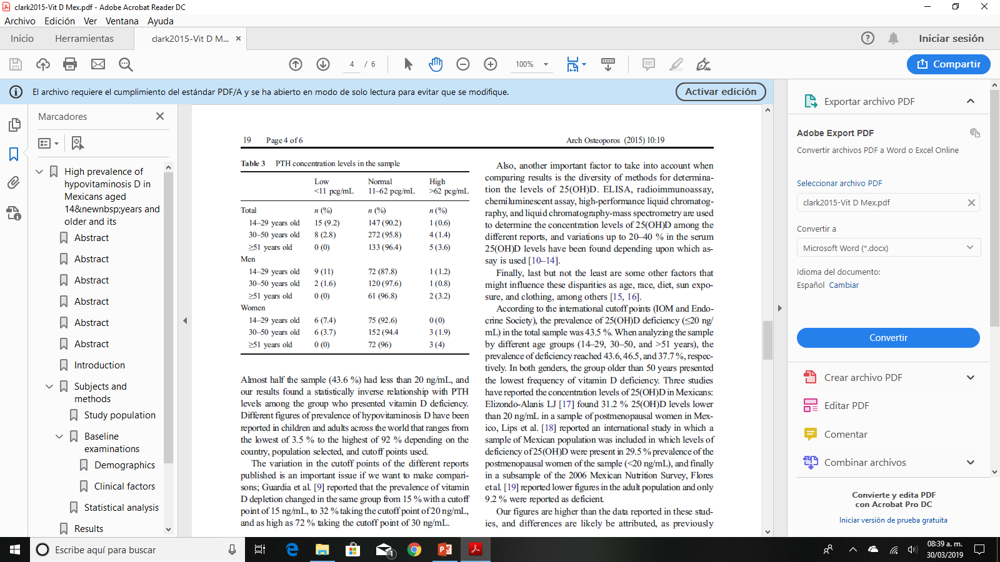 clark2015-Vit D Mex.pdf - Adobe Acrobat Reader DC
Archivo Edición Ver Ventana Ayuda
Inicio Herramientas clark2015-Vit D M... × Iniciar sesión
4 / 6 100% Compartir
El archivo requiere el cumplimiento del estándar PDF/A y se ha abierto en modo de solo lectura para evitar que se modifique. Activar edición
Marcadores
High prevalence of
hypovitaminosis D in
Mexicans aged
14&newnbsp;years and
older and its
Abstract
Abstract
Abstract
Abstract
Abstract
Abstract
Introduction
Subjects and
methods
Study population
Baseline
examinations
Demographics
Clinical factors
Statistical analysis
Results
19 Page 4 of 6 Arch Osteoporos (2015) 10:19
Table 3 PTH concentration levels in the sample
Low Normal High
<11 pcg/mL 11–62 pcg/mL >62 pcg/mL
Total n (%) n (%) n (%)
14–29 years old 15 (9.2) 147 (90.2) 1 (0.6)
30–50 years old 8 (2.8) 272 (95.8) 4 (1.4)
≥51 years old 0 (0) 133 (96.4) 5 (3.6)
Men
14–29 years old 9 (11) 72 (87.8) 1 (1.2)
30–50 years old 2 (1.6) 120 (97.6) 1 (0.8)
≥51 years old 0 (0) 61 (96.8) 2 (3.2)
Women
14–29 years old 6 (7.4) 75 (92.6) 0 (0)
30–50 years old 6 (3.7) 152 (94.4 3 (1.9)
≥51 years old 0 (0) 72 (96) 3 (4)
Almost half the sample (43.6 %) had less than 20 ng/mL, and
our results found a statistically inverse relationship with PTH
levels among the group who presented vitamin D deficiency.
Different figures of prevalence of hypovitaminosis D have been
reported in children and adults across the world that ranges from
the lowest of 3.5 % to the highest of 92 % depending on the
country, population selected, and cutoff points used.
The variation in the cutoff points of the different reports
published is an important issue if we want to make compari-
sons; Guardia et al. [9] reported that the prevalence of vitamin
D depletion changed in the same group from 15 % with a cutoff
point of 15 ng/mL, to 32 % taking the cutoff point of 20 ng/mL,
and as high as 72 % taking the cutoff point of 30 ng/mL.
Also, another important factor to take into account when
comparing results is the diversity of methods for determina-
tion the levels of 25(OH)D. ELISA, radioimmunoassay,
chemiluminescent assay, high-performance liquid chromatog-
raphy, and liquid chromatography-mass spectrometry are used
to determine the concentration levels of 25(OH)D among the
different reports, and variations up to 20–40 % in the serum
25(OH)D levels have been found depending upon which as-
say is used [10–14].
Finally, last but not the least are some other factors that
might influence these disparities as age, race, diet, sun expo-
sure, and clothing, among others [15, 16].
According to the international cutoff points (IOM and Endo-
crine Society), the prevalence of 25(OH)D deficiency (≤20 ng/
mL) in the total sample was 43.5 %. When analyzing the sample
by different age groups (14–29, 30–50, and >51 years), the
prevalence of deficiency reached 43.6, 46.5, and 37.7 %, respec-
tively. In both genders, the group older than 50 years presented
the lowest frequency of vitamin D deficiency. Three studies
have reported the concentration levels of 25(OH)D in Mexicans:
Elizondo-Alanis LJ [17] found 31.2 % 25(OH)D levels lower
than 20 ng/mL in a sample of postmenopausal women in Mex-
ico, Lips et al. [18] reported an international study in which a
sample of Mexican population was included in which levels of
deficiency of 25(OH)D were present in 29.5 % prevalence of the
postmenopausal women of the sample (<20 ng/mL), and finally
in a subsample of the 2006 Mexican Nutrition Survey, Flores
et al. [19] reported lower figures in the adult population and only
9.2 % were reported as deficient.
Our figures are higher than the data reported in these stud-
ies, and differences are likely be attributed, as previously
Exportar archivo PDF
Adobe Export PDF
Convertir archivos PDF a Word o Excel Online
Seleccionar archivo PDF
clark2015-Vit D Mex.pdf
Convertir a
Microsoft Word (*.docx)
Idioma del documento:
Español Cambiar
Convertir
Crear archivo PDF
Editar PDF
Comentar
Combinar archivos
Convierte y edita PDF
con Acrobat Pro DC
Iniciar versión de prueba gratuita
Escribe aquí para buscar
1
08:39 a. m.
30/03/2019